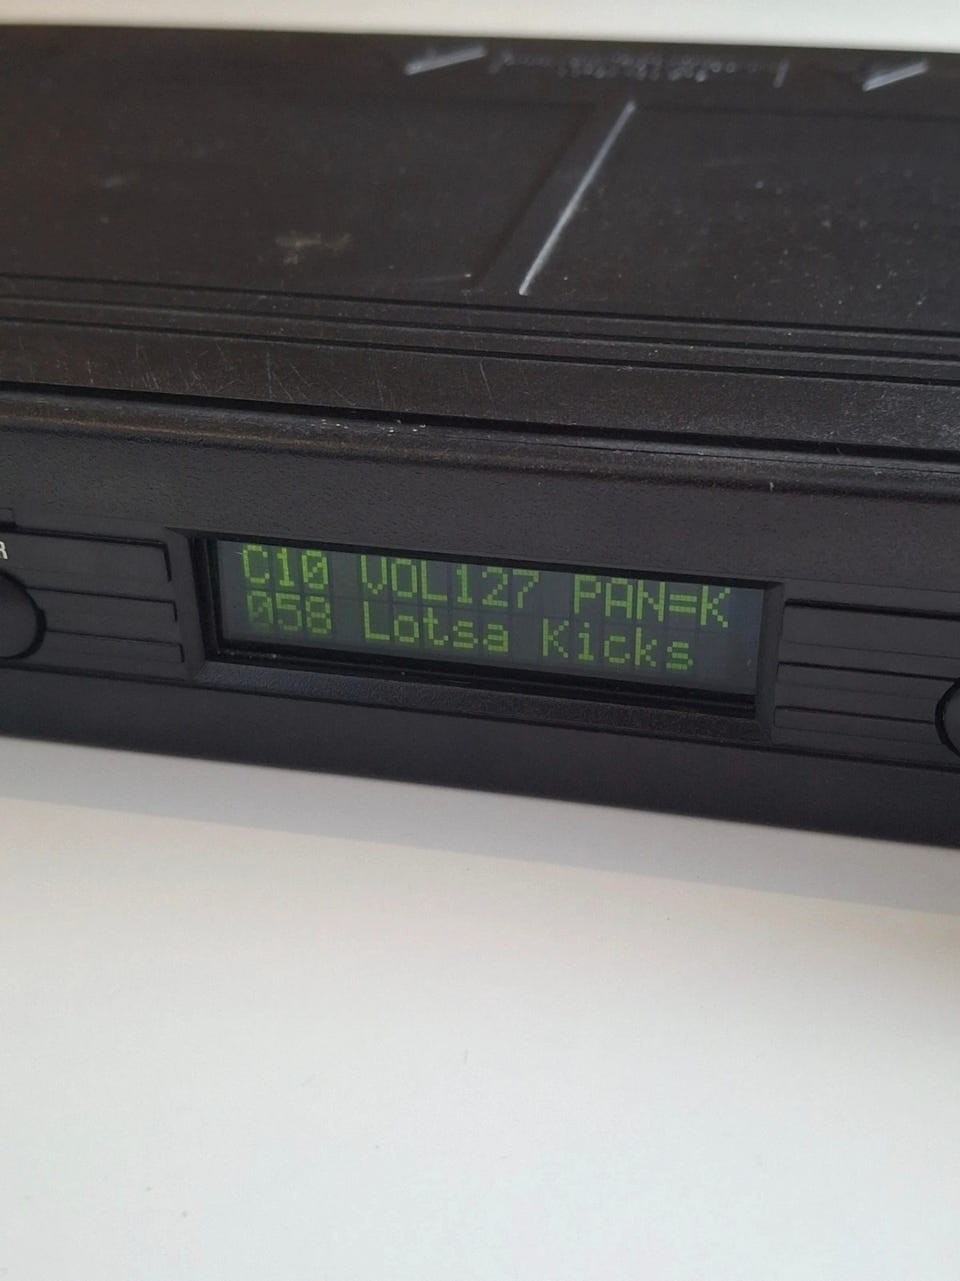 C10 VOL127 PAN=K
058 Lotsa Kicks
R